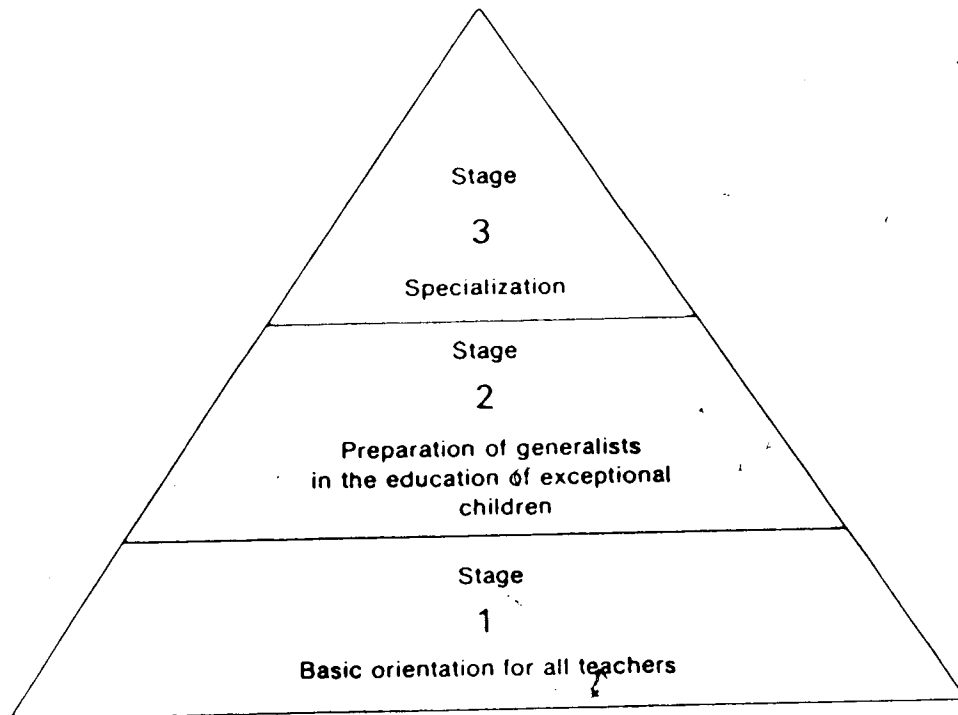 Stage
3
Specialization
Stage
2
Preparation of generalists
in the education of exceptional
children
Stage
1
Basic orientation for all teachers